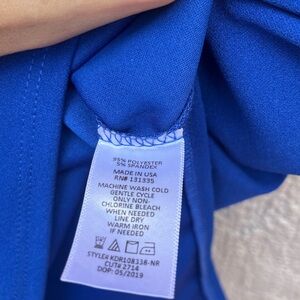 95% POLYESTER
5% SPANDEX
MADE IN USA
RN# 131335
MACHINE WASH COLD
GENTLE CYCLE
ONLY NON-
CHLORINE BLEACH
WHEN NEEDED
LINE DRY
WARM IRON
IF NEEDED
STYLE# KDR108338-NR
CUT# 2714
DOP: 05/2019